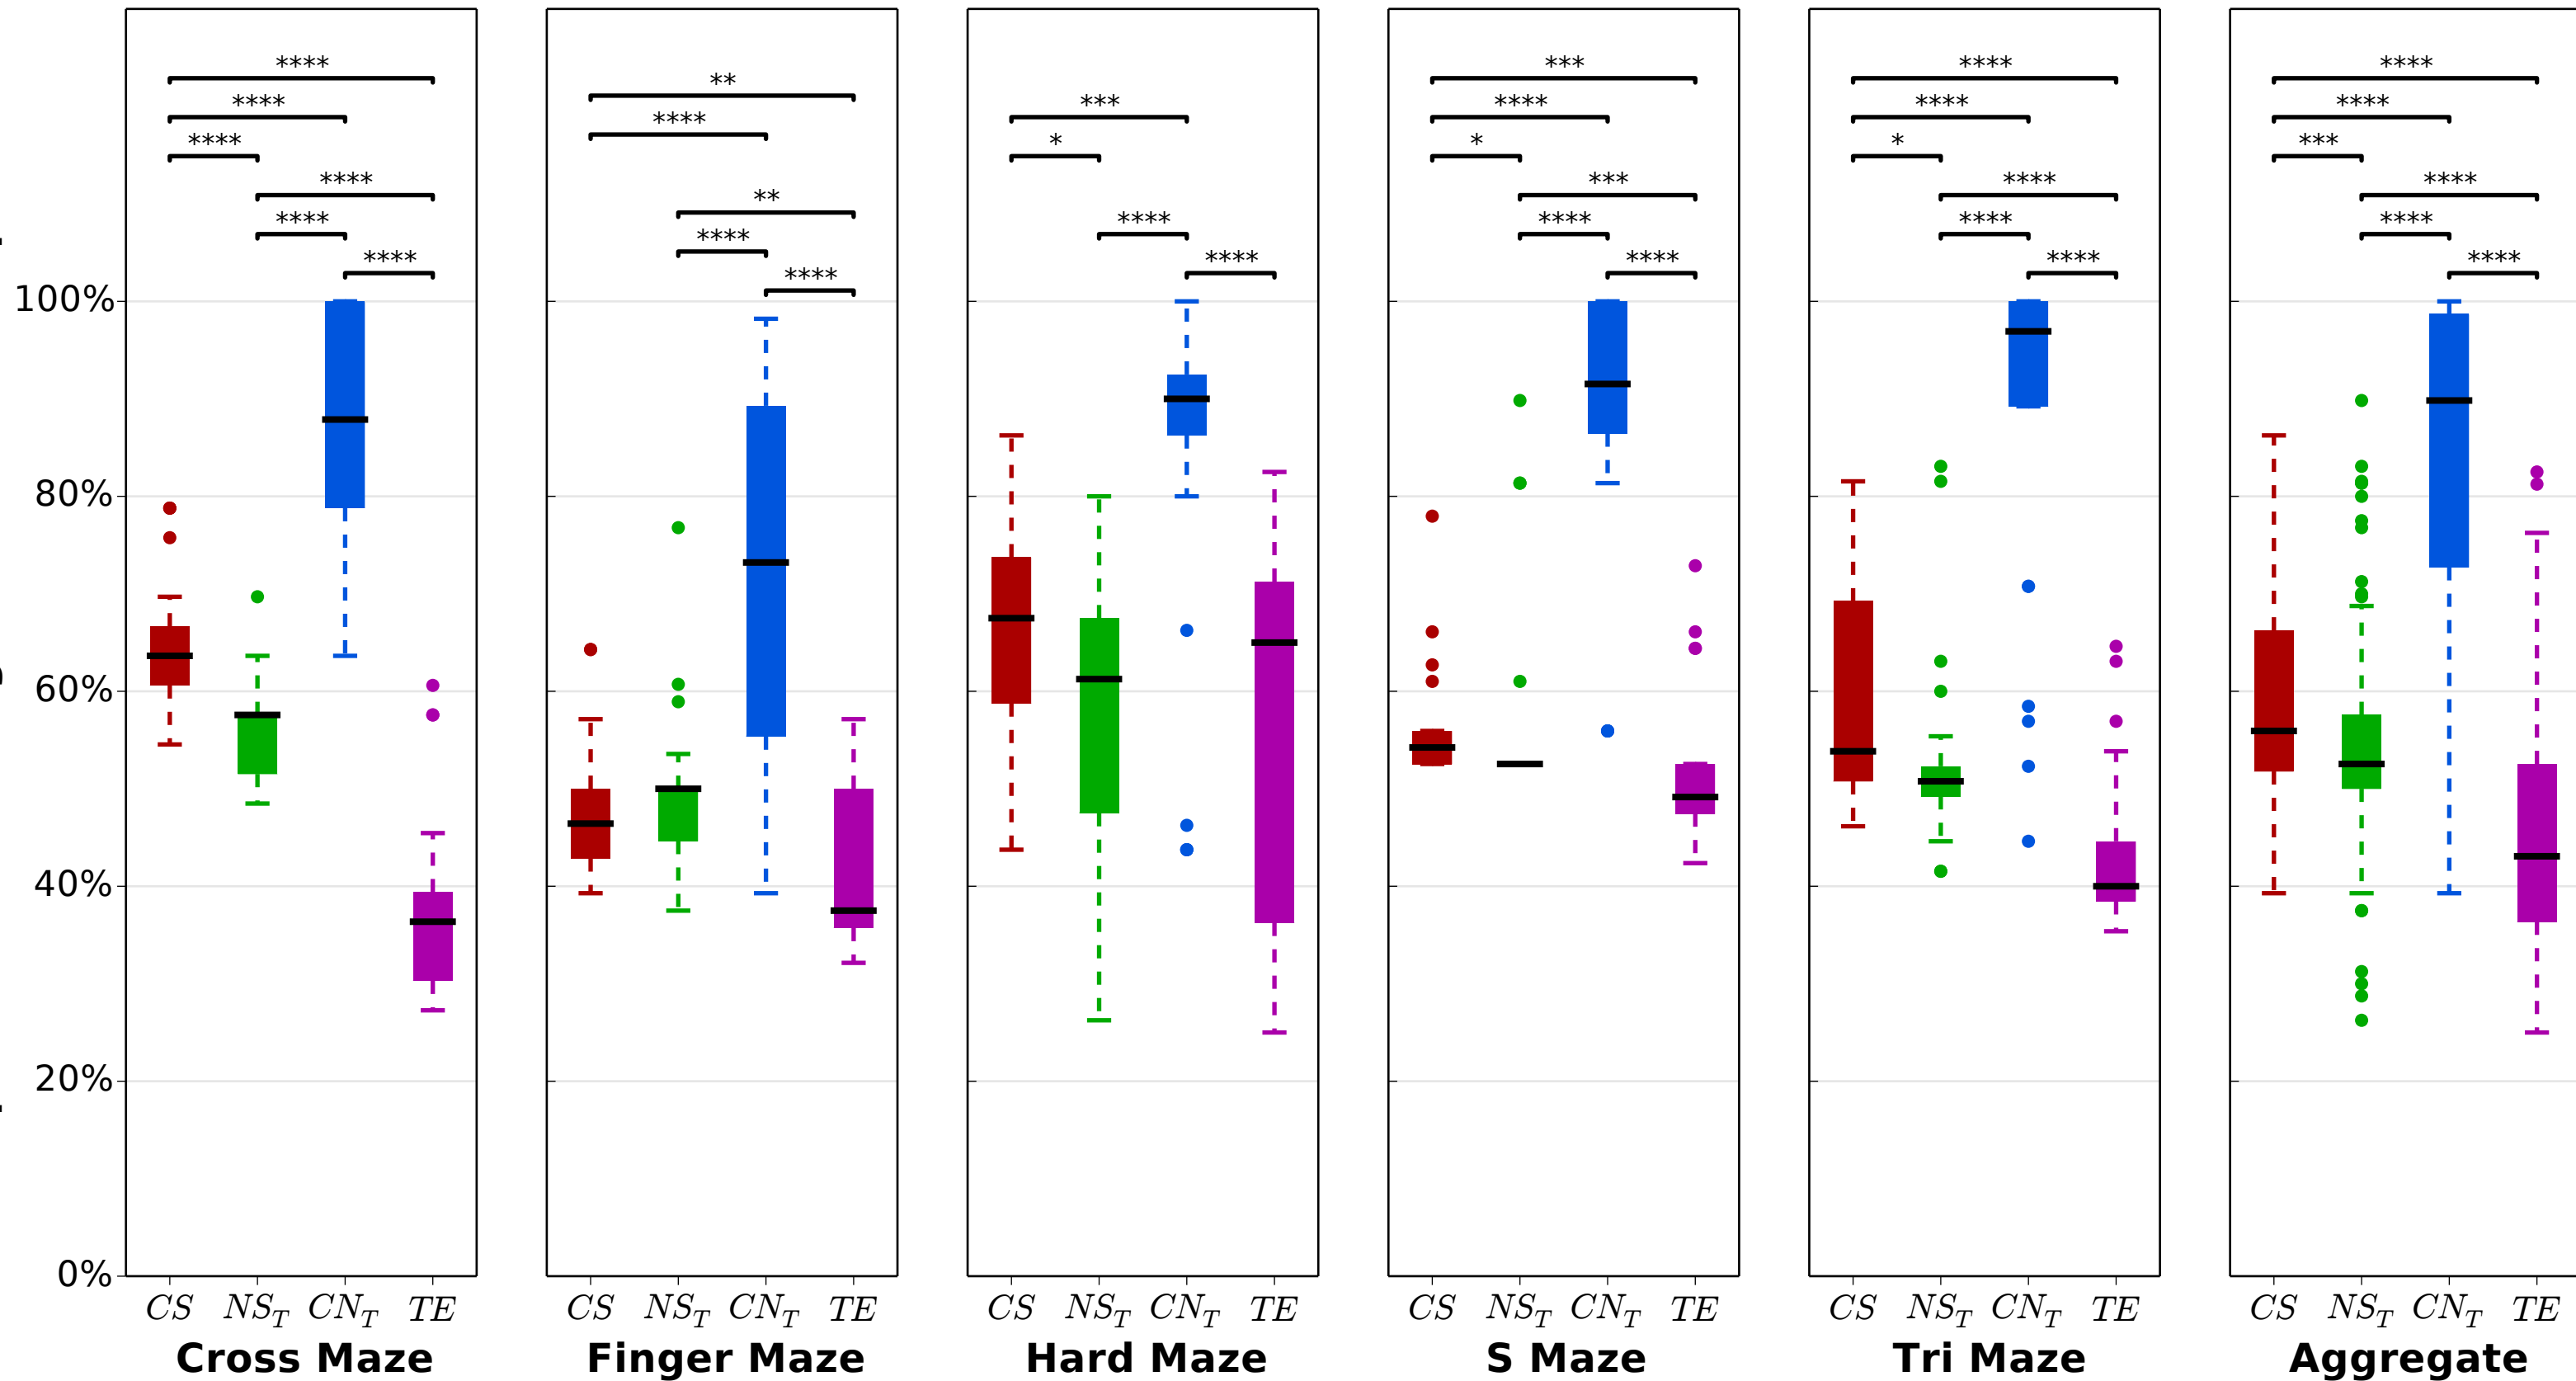 **** ** *** **** ****
**** *** **** **** ****
****
**** * * * ***
**** *** **** ****
**
**** **** **** **** ****
****
**** **** **** **** ****
****
100%
80%
60%
40%
20%
0%
CS NS_T CN_T TE CS NS_T CN_T TE CS NS_T CN_T TE CS NS_T CN_T TE CS NS_T CN_T TE CS NS_T CN_T TE
Cross Maze Finger Maze Hard Maze S Maze Tri Maze Aggregate